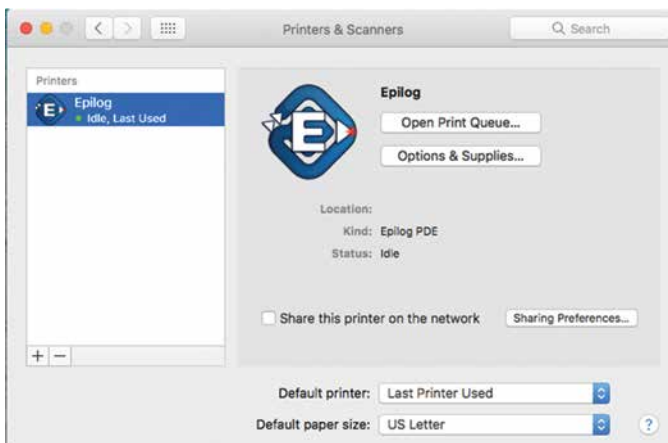 Printers & Scanners
Search
Printers
Epilog
Idle, Last Used
E
E
Epilog
Open Print Queue...
Options & Supplies...
Location:
Kind: Epilog PDE
Status: Idle
Share this printer on the network
Sharing Preferences...
+ −
Default printer: Last Printer Used
Default paper size: US Letter
?